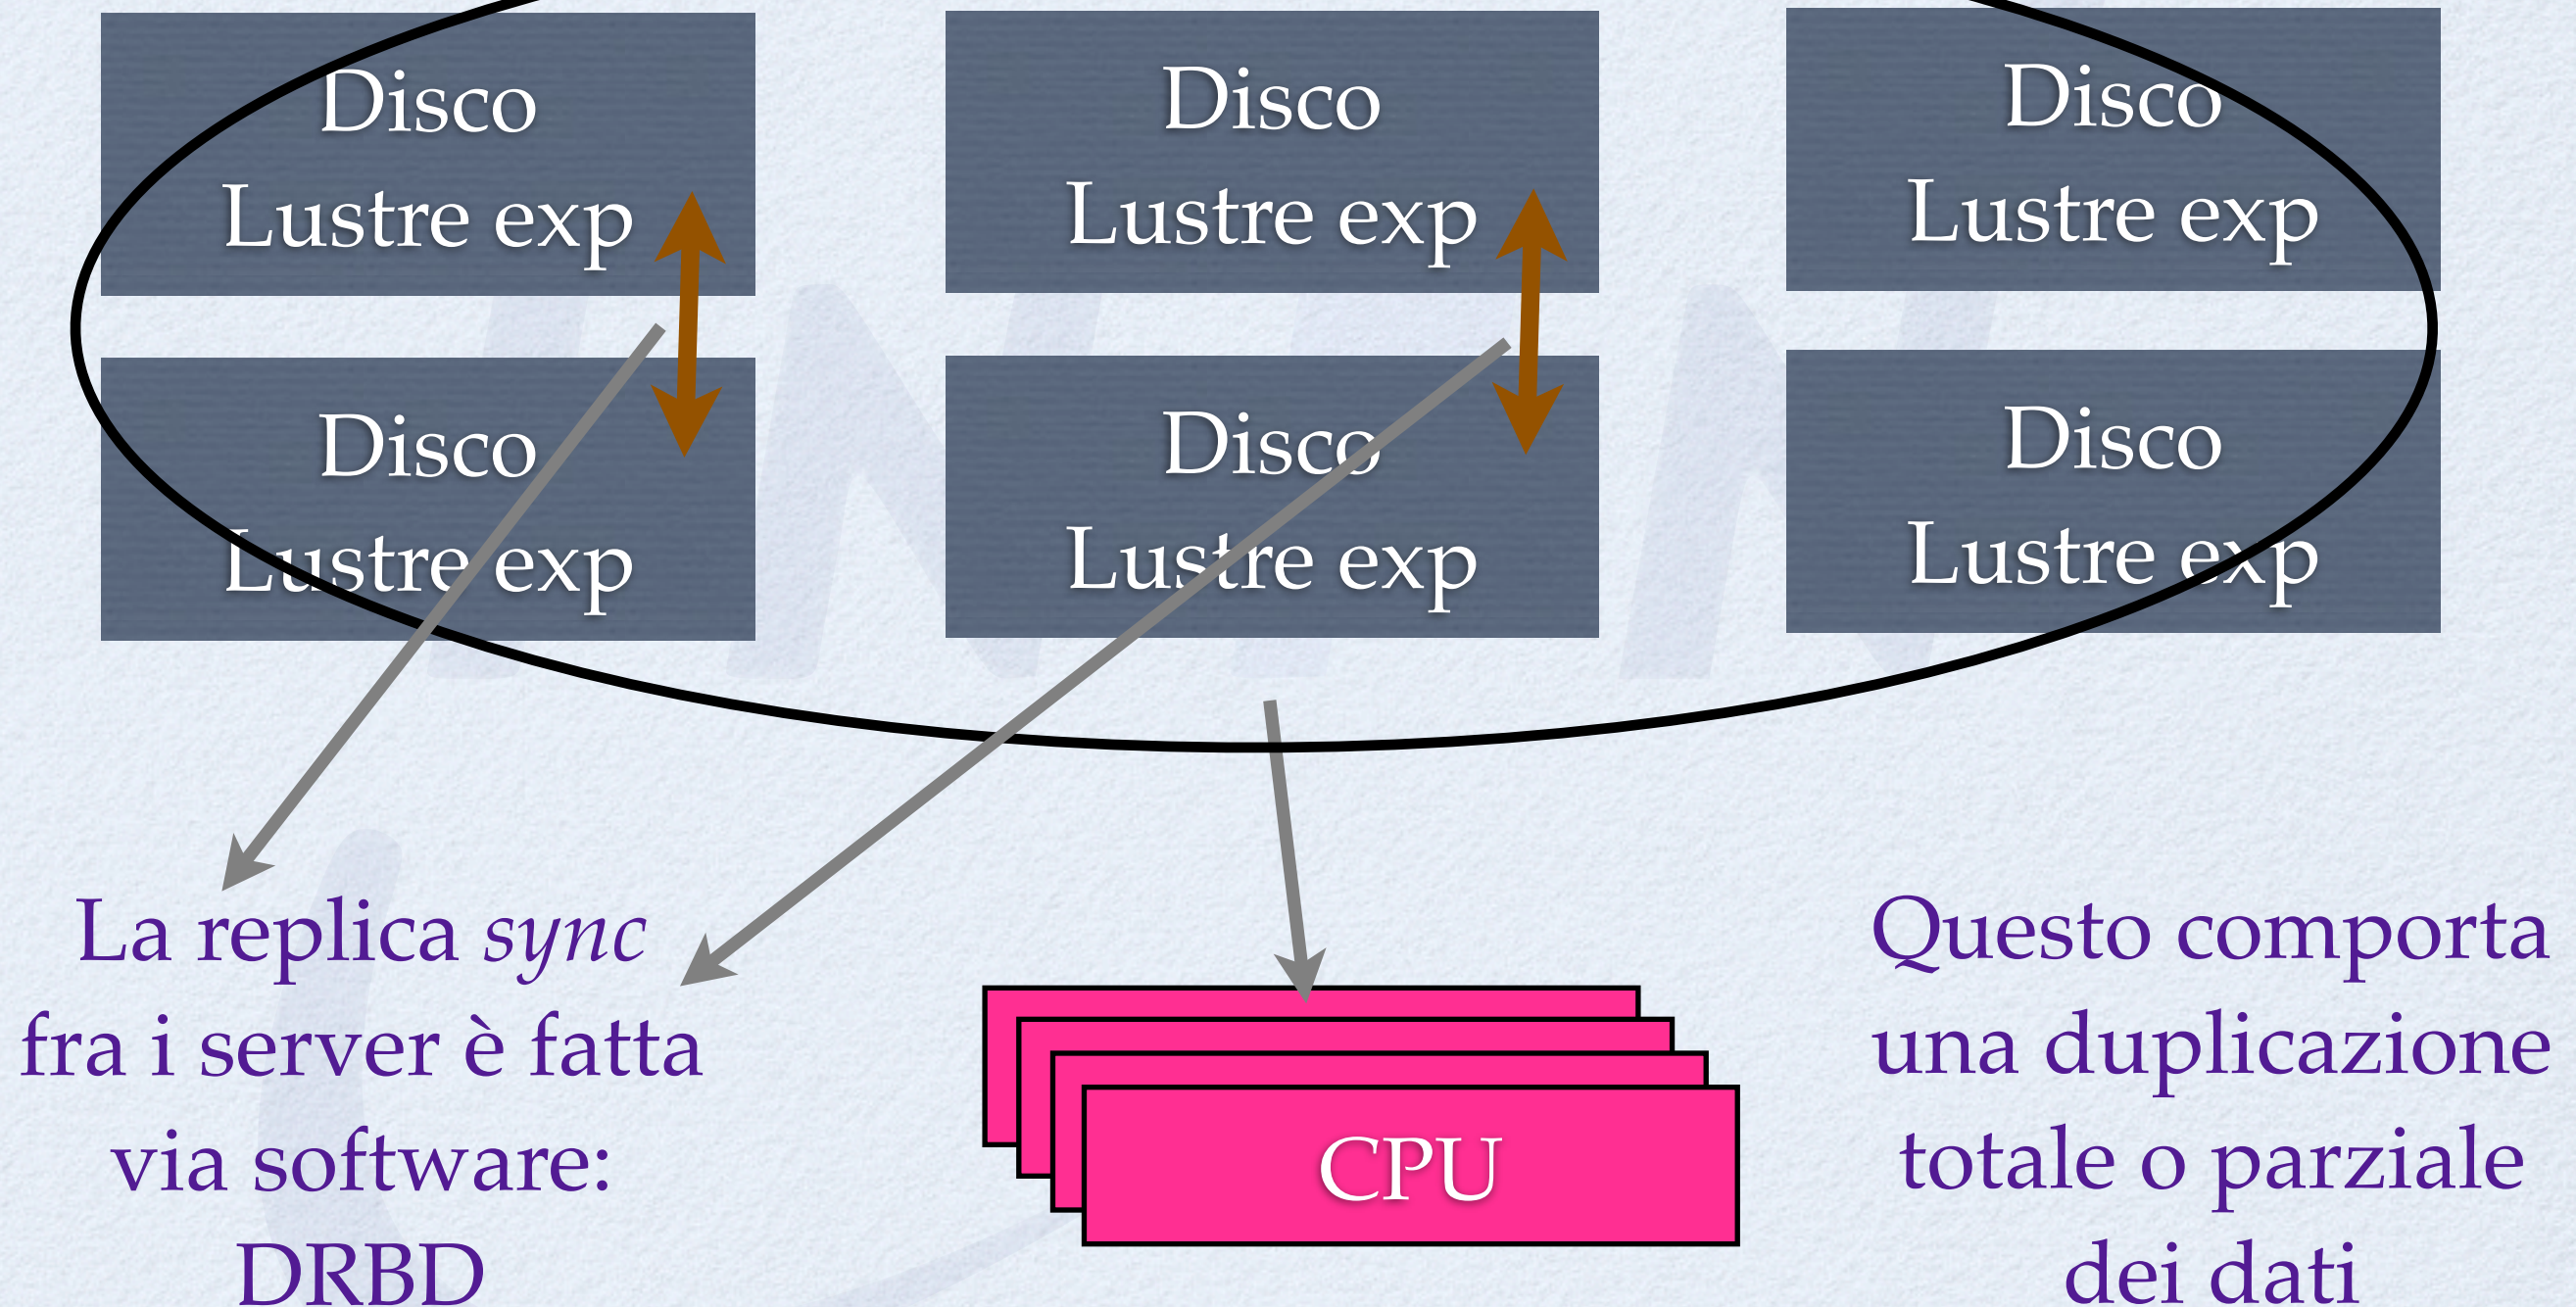 Disco
Lustre exp
Disco
Lustre exp
Disco
Lustre exp
Disco
Lustre exp
Disco
Lustre exp
Disco
Lustre exp
La replica sync
fra i server è fatta
via software:
DRBD
CPU
Questo comporta
una duplicazione
totale o parziale
dei dati